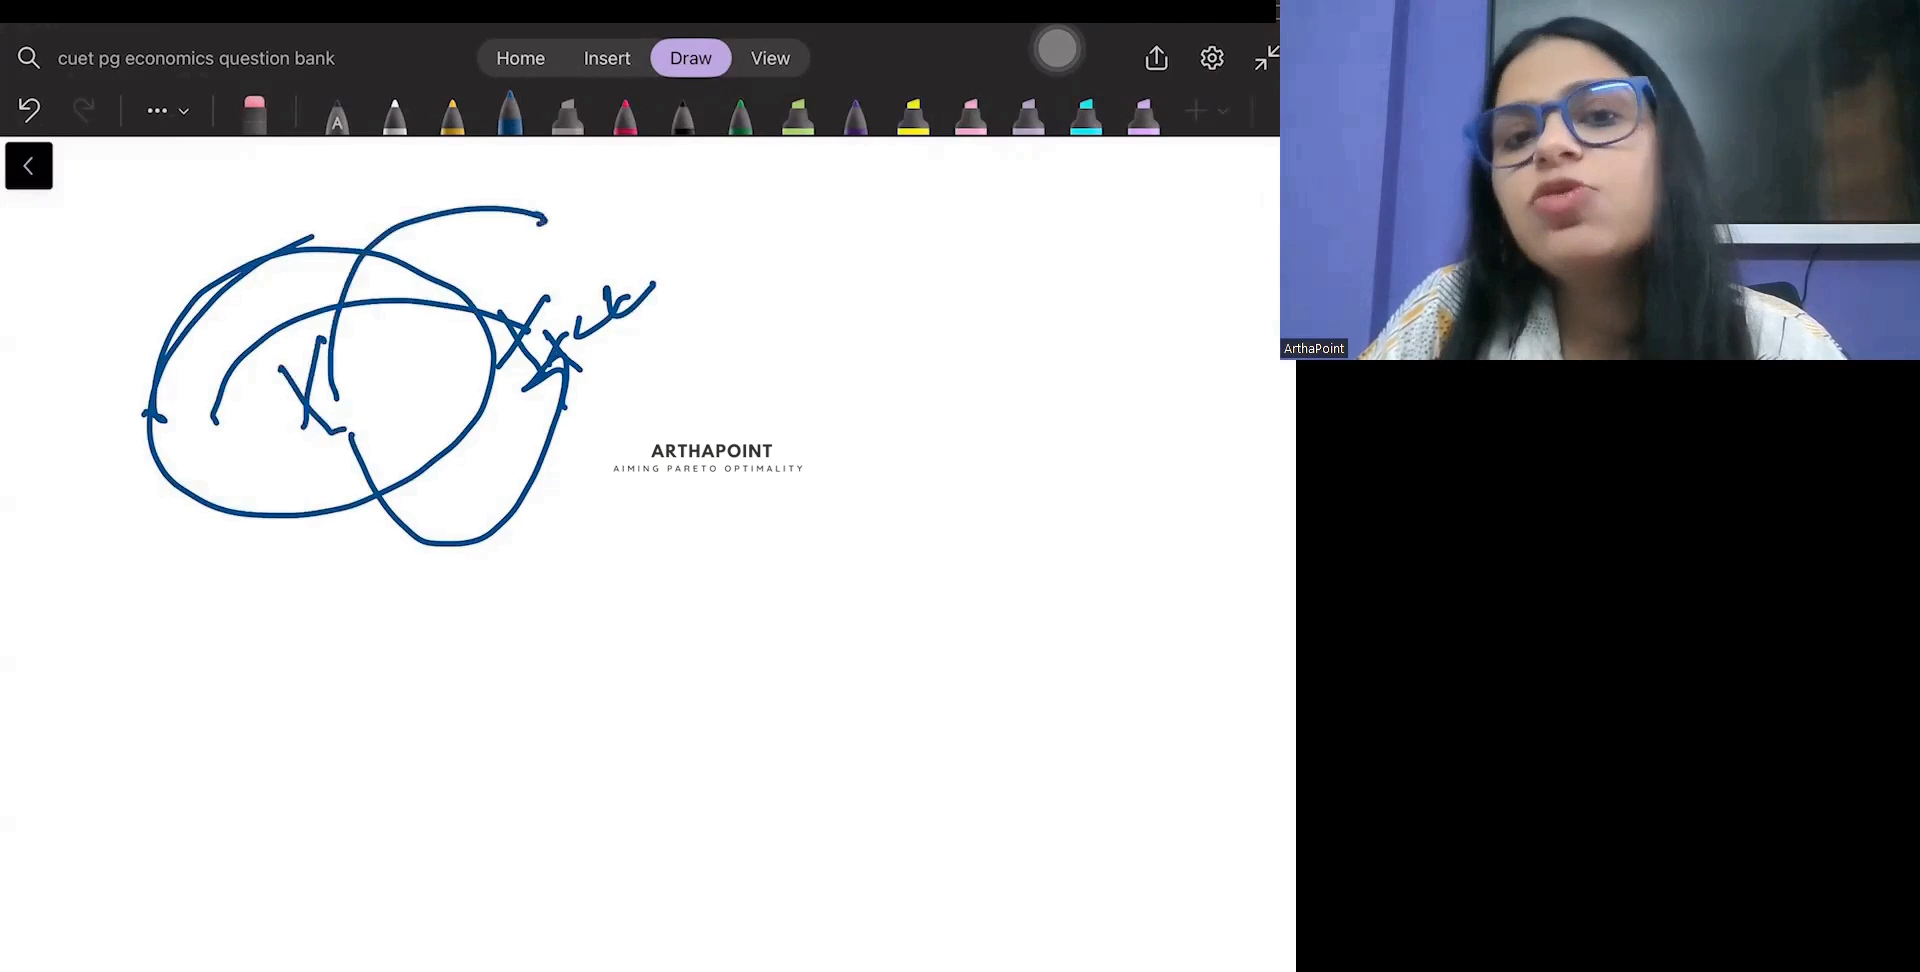 cuet pg economics question bank
Home Insert Draw View
A
ArthaPoint
ARTHAPOINT
AIMING PARETO OPTIMALITY